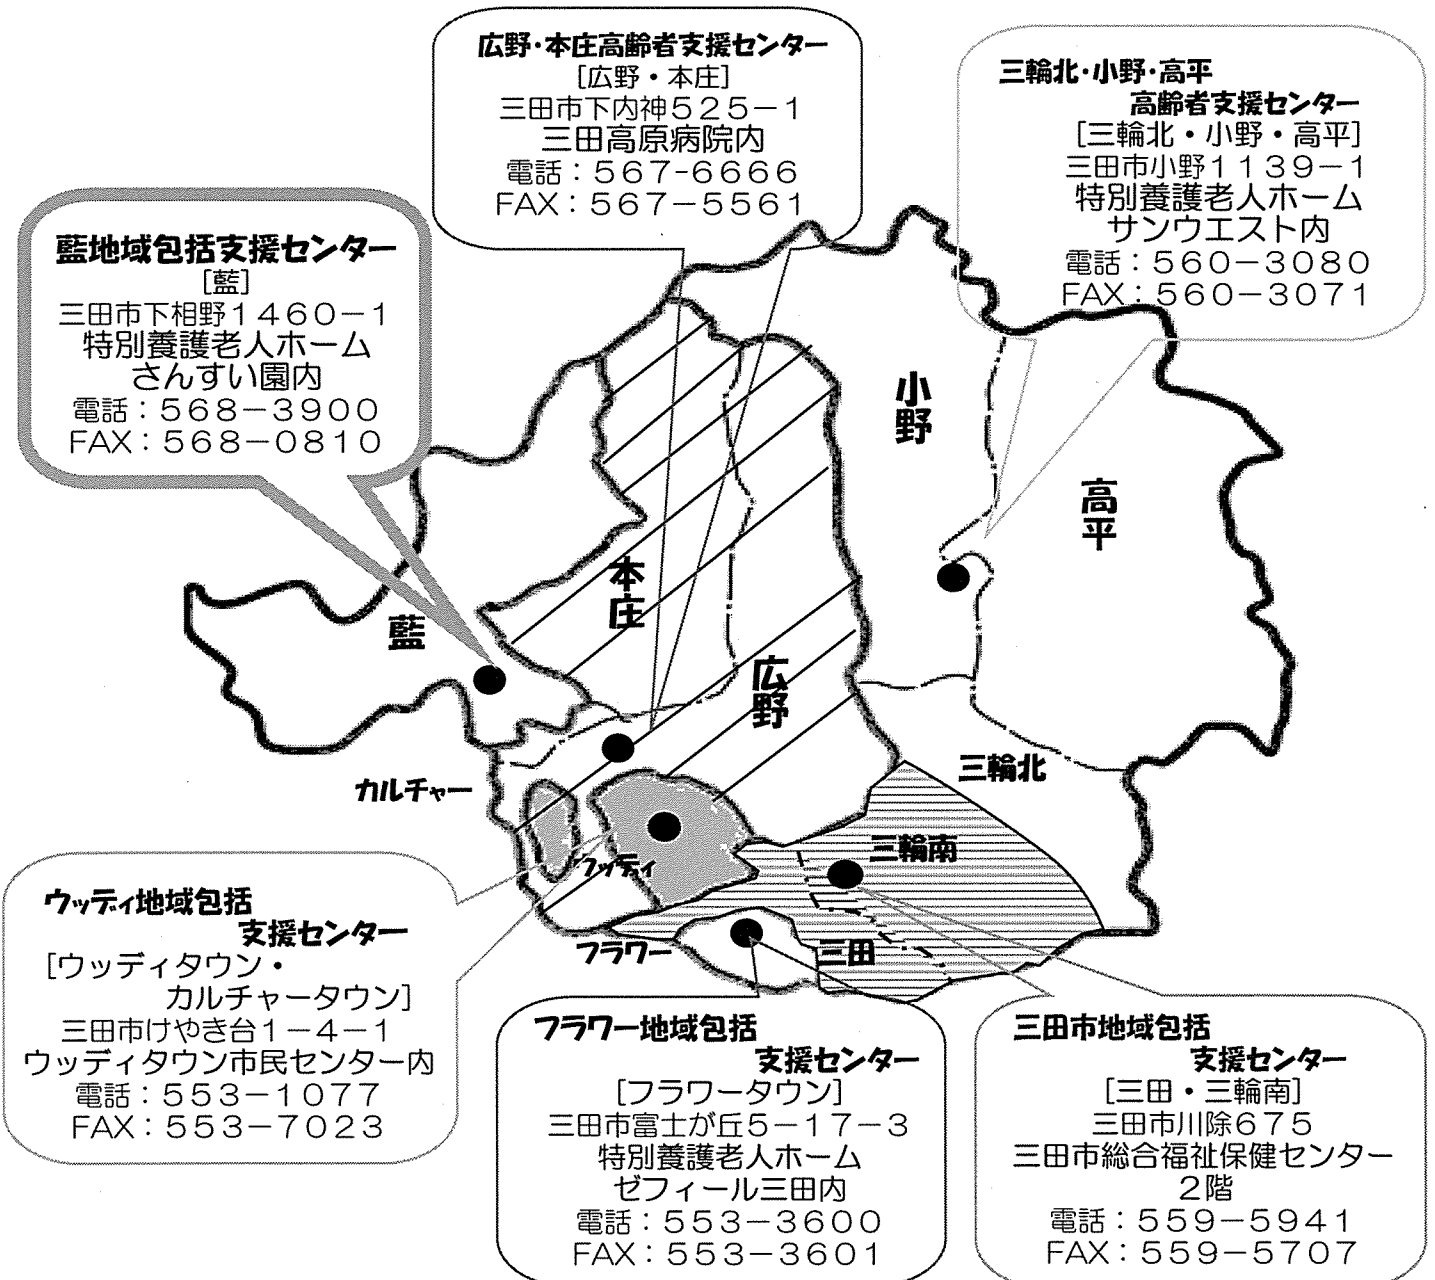 広野・本庄高齢者支援センター
[広野・本庄]
三田市下内神525－1
三田高原病院内
電話：567-6666
FAX：567－5561
三輪北・小野・高平
高齢者支援センター
[三輪北・小野・高平]
三田市小野1139－1
特別養護老人ホーム
サンウエスト内
電話：560－3080
FAX：560－3071
藍地域包括支援センター
[藍]
三田市下相野1460－1
特別養護老人ホーム
さんすい園内
電話：568－3900
FAX：568－0810
小野
高平
本庄
藍
広野
三輪北
カルチャー
三輪南
ウッディ
フラワー
三田
ウッディ地域包括
支援センター
[ウッディタウン・
カルチャータウン]
三田市けやき台1－4－1
ウッディタウン市民センター内
電話：553－1077
FAX：553－7023
フラワー地域包括
支援センター
[フラワータウン]
三田市富士が丘5－17－3
特別養護老人ホーム
ゼフィール三田内
電話：553－3600
FAX：553－3601
三田市地域包括
支援センター
[三田・三輪南]
三田市川除675
三田市総合福祉保健センター
2階
電話：559－5941
FAX：559－5707